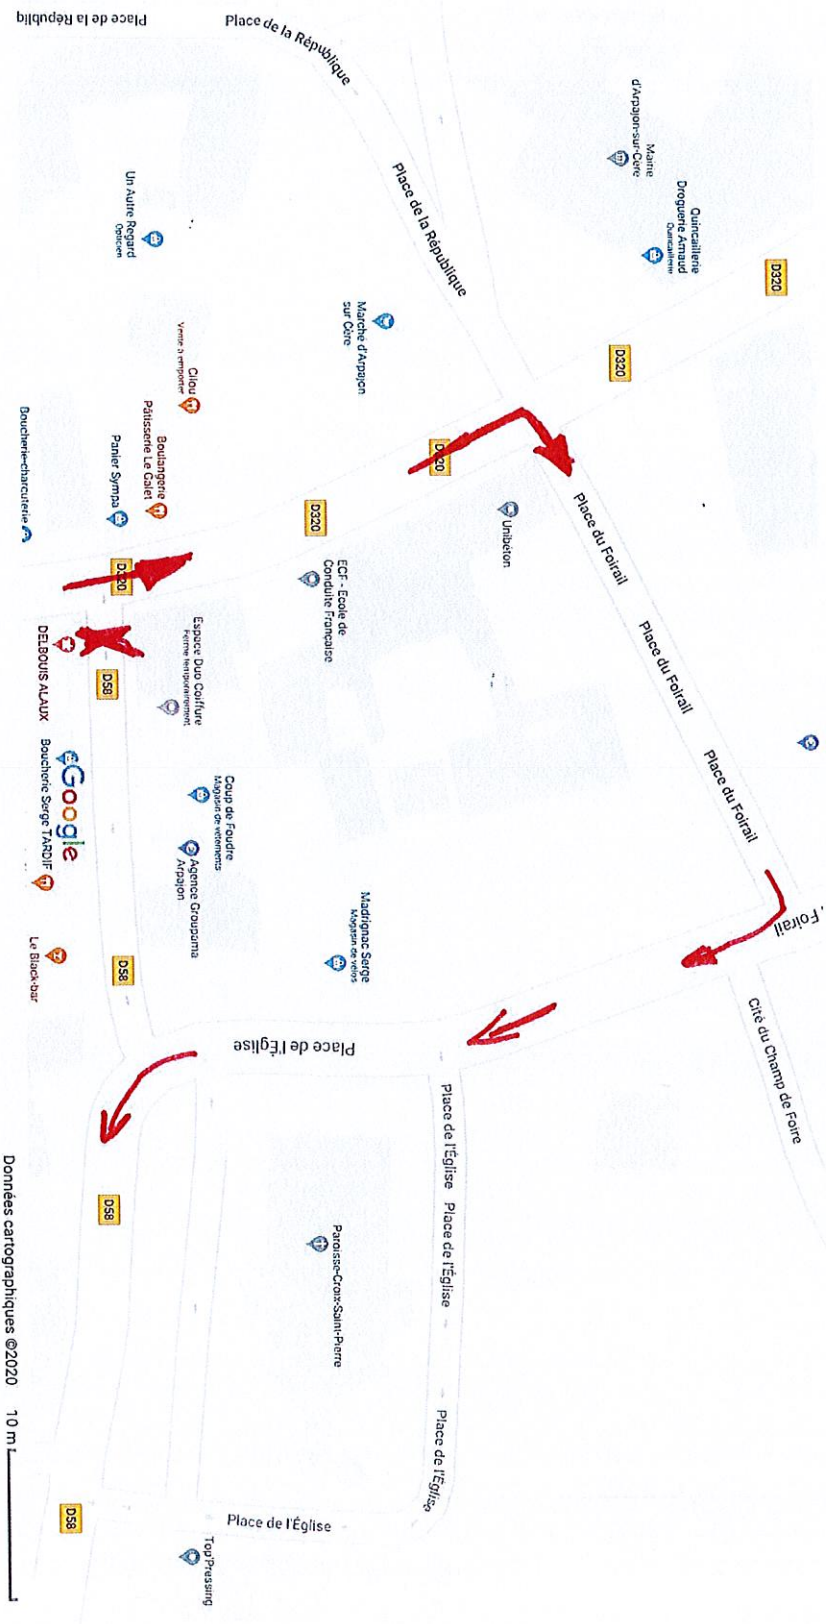 D320
Quincaillerie
Droguerie Arnaud
Quincaillerie
Mairie
d'Arpajon-sur-Cère
D320
. Foirail
Cité du Champ de Foire
Place du Foirail
Place du Foirail
Place du Foirail
Place de la République
Place de la République
Unibéton
D320
Place de l'Église
Place de l'Église
Place de l'Église
Marché d'Arpajon
sur Cère
ECF - Ecole de
Conduite Française
D320
Madrignac Serge
Magasin de vélos
Place de l'Église
Paroisse-Croix-Saint-Pierre
Place de l'Église
Coup de Foudre
Magasin de vêtements
Agence Groupama
Arpajon
Top'Pressing
Cilou
Vente à emporter
Espace Duo Coiffure
Fermé temporairement
Boulangerie
Pâtisserie Le Galet
Un Autre Regard
Opticien
Panier Sympa
D320
D58
D58
D58
D58
Google
DELBOUIS ALAUX
Boucherie Serge TARDIF
Le Black-bar
Boucherie-charcuterie
Place de la Républiq
Données cartographiques ©2020
10 m